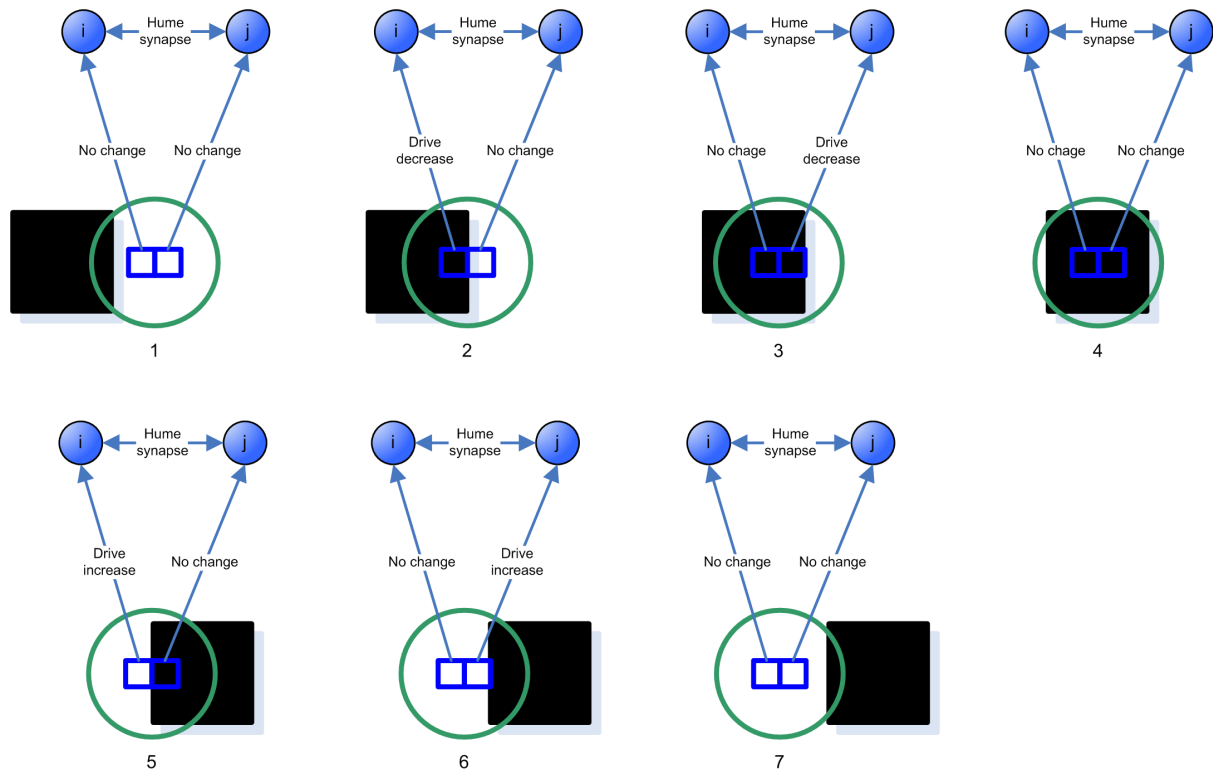 i Hume synapse j
i Hume synapse j
i Hume synapse j
i Hume synapse j
No change No change
Drive decrease No change
No chage Drive decrease
No chage No change
1
2
3
4
i Hume synapse j
i Hume synapse j
i Hume synapse j
Drive increase No change
No change Drive increase
No change No change
5
6
7